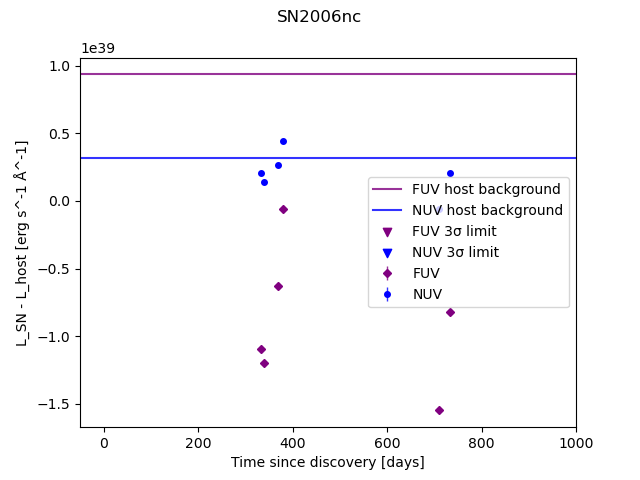 SN2006nc
1e39
L_SN - L_host [erg s^-1 Å^-1]
1.0
0.5
0.0
−0.5
−1.0
−1.5
FUV host background
NUV host background
FUV 3σ limit
NUV 3σ limit
FUV
NUV
0
200
400
600
800
1000
Time since discovery [days]